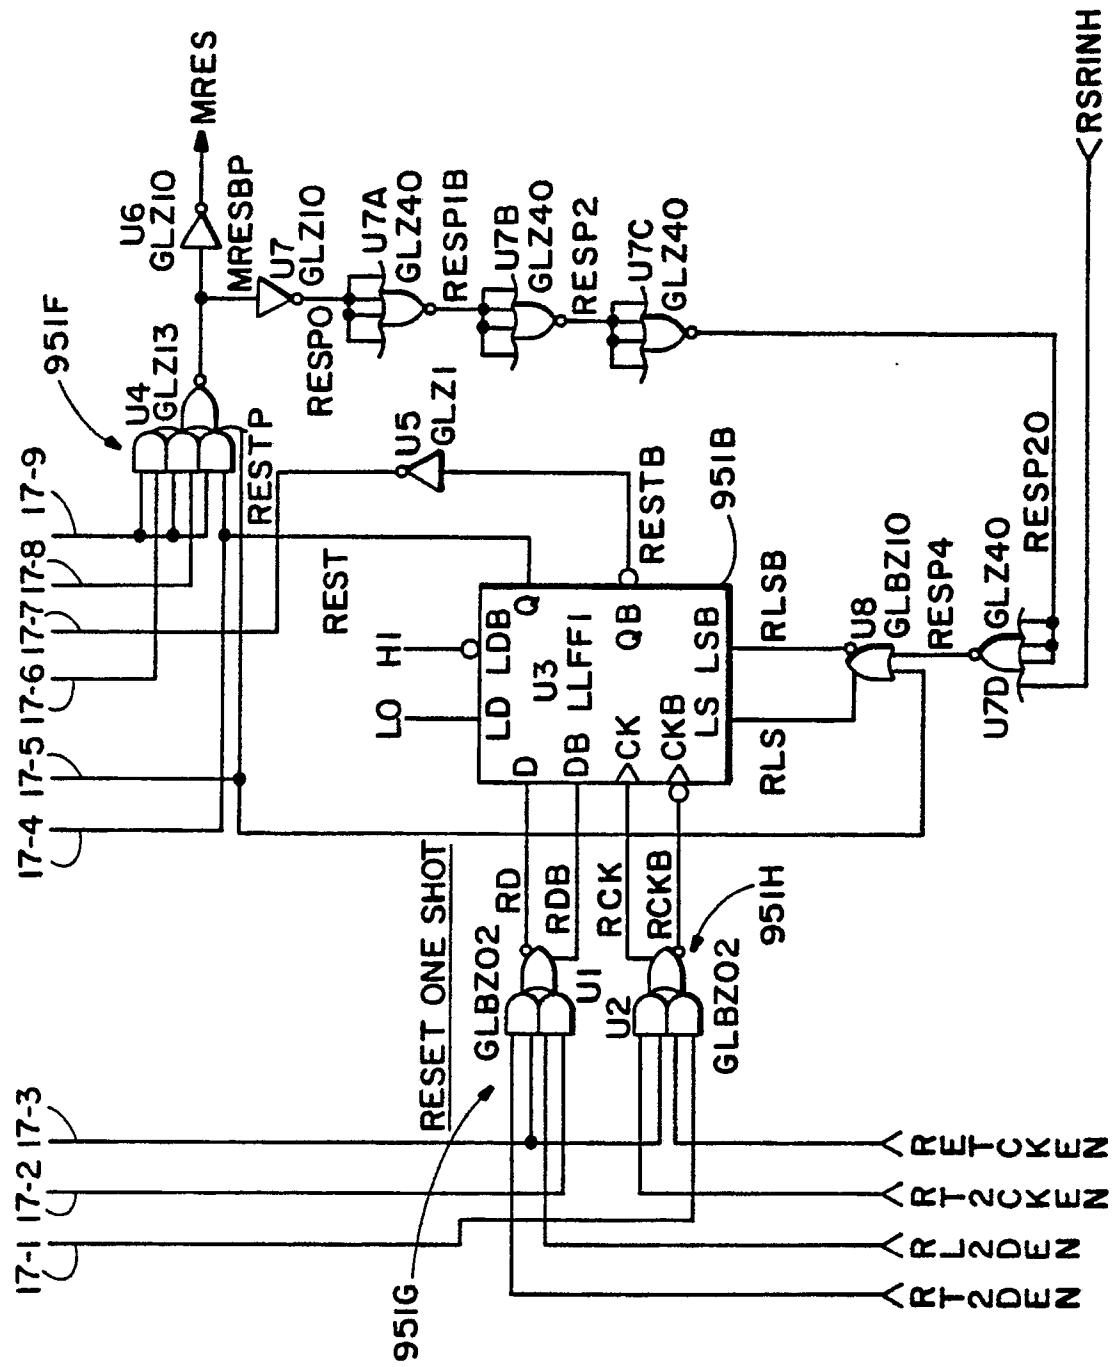 17-1
17-2
17-3
17-4
17-5
17-6
17-7
17-8
17-9
951F
U4
GLZ13
U6
GLZ10
MRES
MRESBP
U7
GLZ10
RESPO
U7A
GLZ40
RESP1B
U7B
GLZ40
RESP2
U7C
GLZ40
RESTP
U5
GLZ1
REST
RESTB
951B
HI
LO
LD
LDB
Q
U3
LLFF1
QB
D
DB
CK
CKB
LS
LSB
RLS
RLSB
U8
GLBZ10
RESP4
GLZ40
U7D
RESP20
RSRINH
RESET ONE SHOT
GLBZ02
U1
RD
RDB
RCK
RCKB
951H
U2
GLBZ02
951G
RETCKEN
RT2CKEN
RL2DEN
RT2DEN